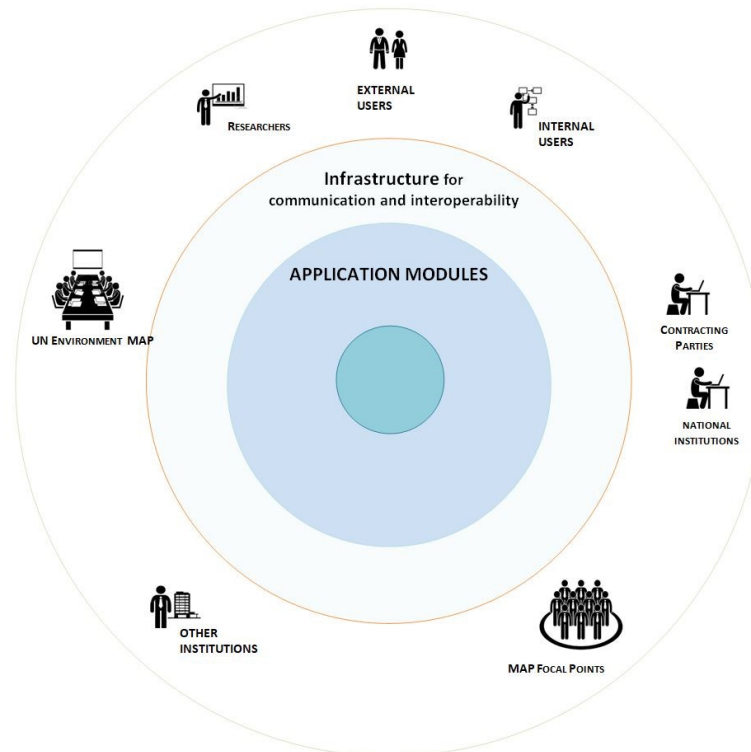 EXTERNAL
USERS
RESEARCHERS
INTERNAL
USERS
Infrastructure for
communication and interoperability
APPLICATION MODULES
UN ENVIRONMENT MAP
CONTRACTING
PARTIES
NATIONAL
INSTITUTIONS
OTHER
INSTITUTIONS
MAP FOCAL POINTS